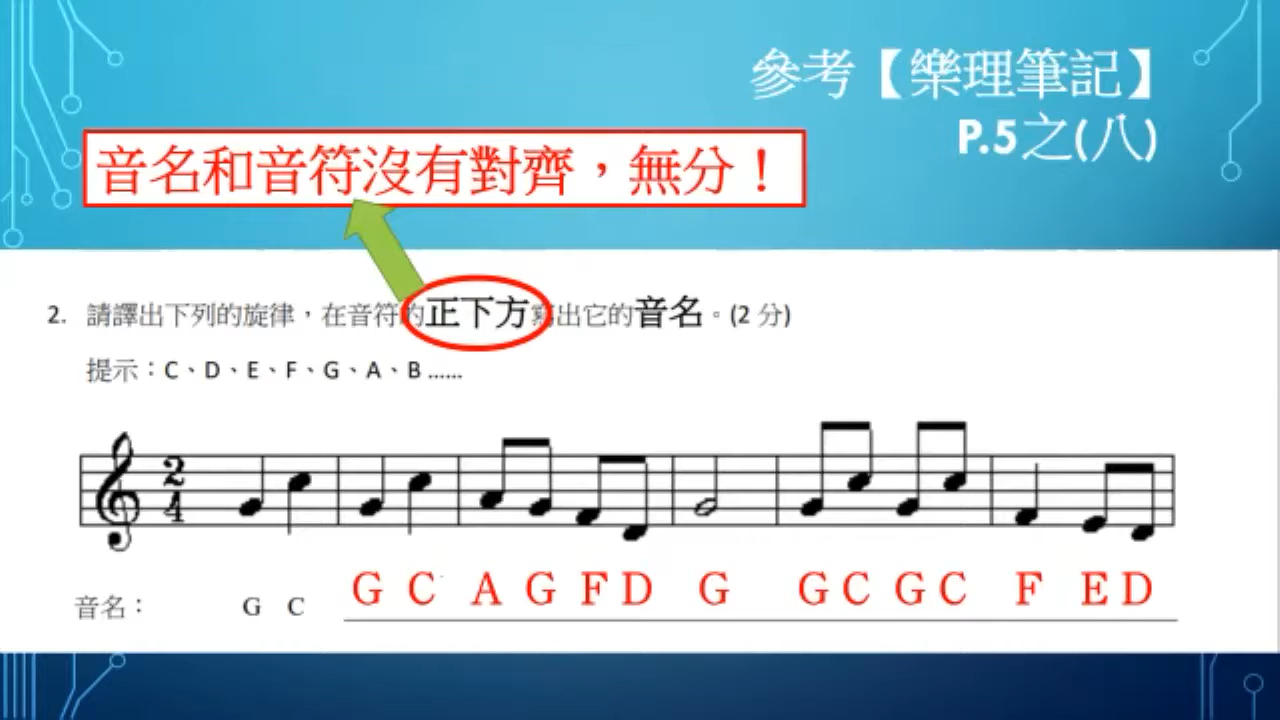 參考【樂理筆記】
P.5之(八)
音名和音符沒有對齊，無分！
2. 請譯出下列的旋律，在音符的正下方寫出它的音名。(2 分)
提示：C、D、E、F、G、A、B ......
2
4
G C A G F D G G C G C F E D
音名： G C